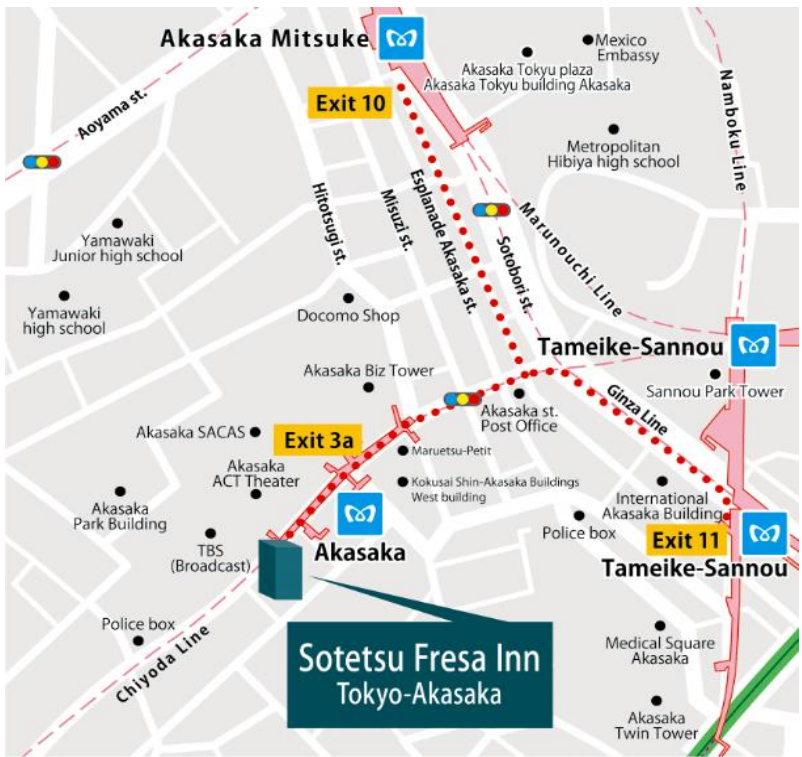 Akasaka Mitsuke
Mexico
Embassy
Akasaka Tokyu plaza
Akasaka Tokyu building Akasaka
Exit 10
Aoyama st.
Namboku Line
Metropolitan
Hibiya high school
Hitotsugi st.
Misuzi st.
Esplanade Akasaka st.
Sotobori st.
Marunouchi Line
Yamawaki
Junior high school
Yamawaki
high school
Docomo Shop
Tameike-Sannou
Akasaka Biz Tower
Sannou Park Tower
Akasaka st.
Post Office
Ginza Line
Akasaka SACAS
Exit 3a
Maruetsu-Petit
Akasaka
ACT Theater
Kokusai Shin-Akasaka Buildings
West building
International
Akasaka Building
Akasaka
Park Building
Police box
Exit 11
TBS
(Broadcast)
Akasaka
Tameike-Sannou
Police box
Chiyoda Line
Sotetsu Fresa Inn
Tokyo-Akasaka
Medical Square
Akasaka
Akasaka
Twin Tower